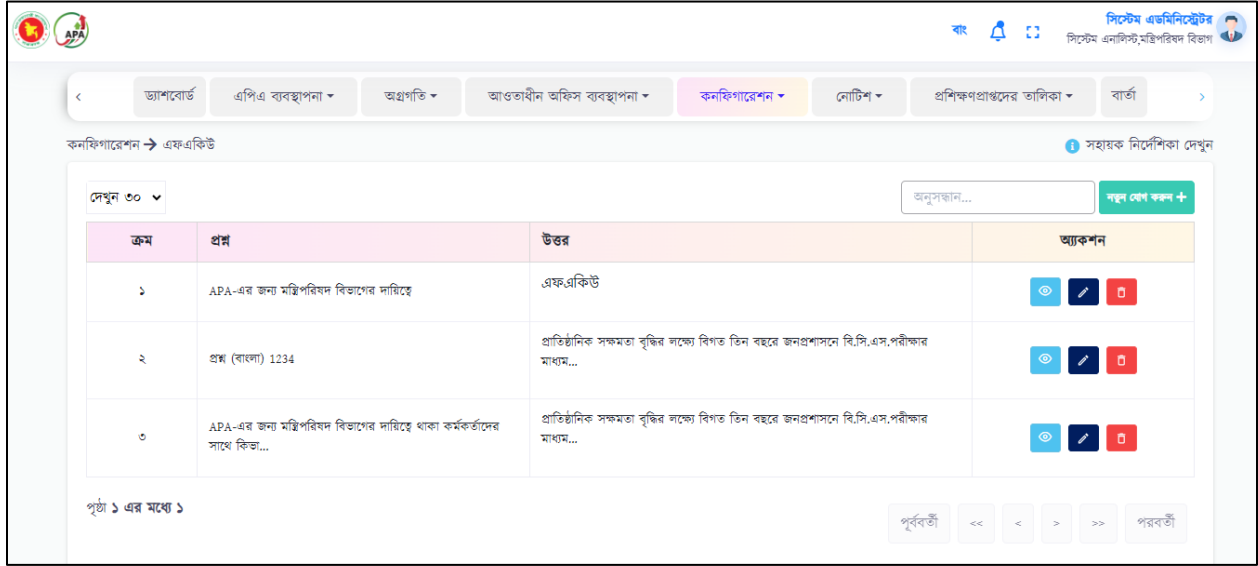 APA
বাং
সিস্টেম এডমিনিস্ট্রেটর
সিস্টেম এনালিস্ট,মন্ত্রিপরিষদ বিভাগ
< ড্যাশবোর্ড এপিএ ব্যবস্থাপনা অগ্রগতি আওতাধীন অফিস ব্যবস্থাপনা কনফিগারেশন নোটিশ প্রশিক্ষণপ্রাপ্তদের তালিকা বার্তা >
কনফিগারেশন → এফএকিউ সহায়ক নির্দেশিকা দেখুন
দেখুন ৩০ অনুসন্ধান... নতুন যোগ করুন +
ক্রম প্রশ্ন উত্তর অ্যাকশন
১ APA-এর জন্য মন্ত্রিপরিষদ বিভাগের দায়িত্বে এফএকিউ
২ প্রশ্ন (বাংলা) 1234 প্রাতিষ্ঠানিক সক্ষমতা বৃদ্ধির লক্ষ্যে বিগত তিন বছরে জনপ্রশাসনে বি.সি.এস.পরীক্ষার
মাধ্যম...
৩ APA-এর জন্য মন্ত্রিপরিষদ বিভাগের দায়িত্বে থাকা কর্মকর্তাদের
সাথে কিভা...
প্রাতিষ্ঠানিক সক্ষমতা বৃদ্ধির লক্ষ্যে বিগত তিন বছরে জনপ্রশাসনে বি.সি.এস.পরীক্ষার
মাধ্যম...
পৃষ্ঠা ১ এর মধ্যে ১
পূর্ববর্তী << < > >> পরবর্তী